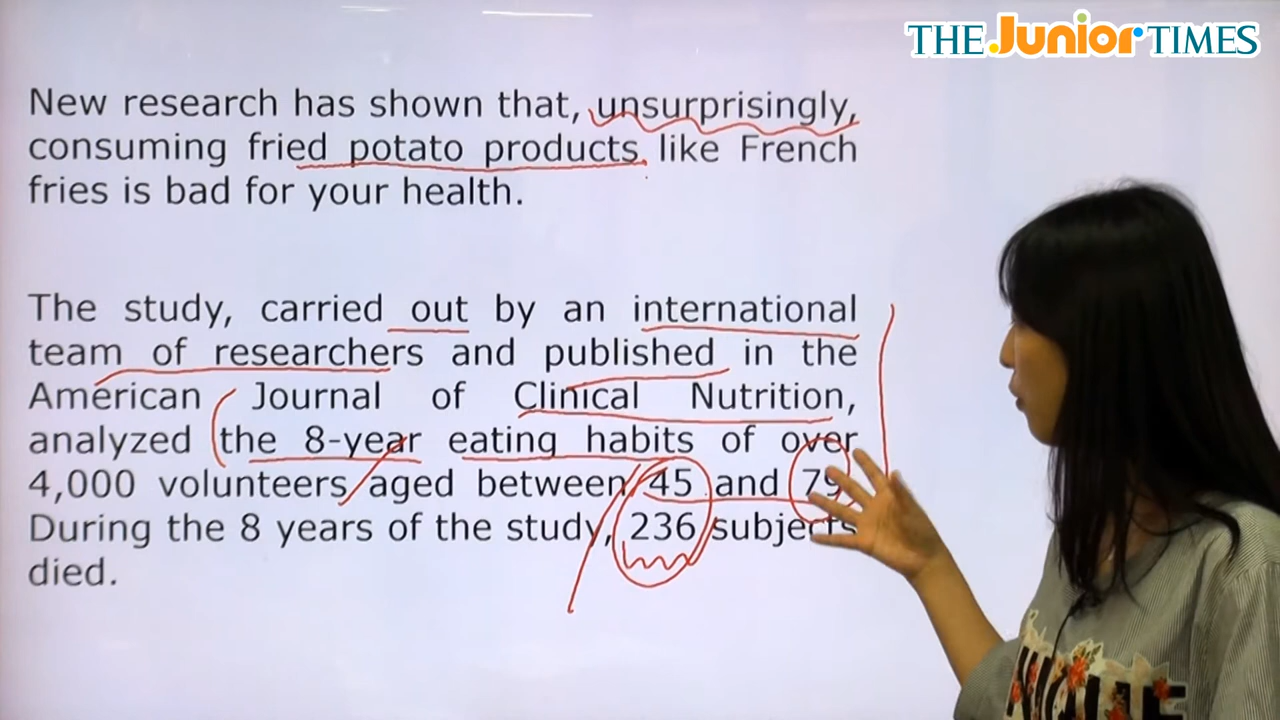 THE Junior TIMES
New research has shown that, unsurprisingly,
consuming fried potato products like French
fries is bad for your health.
The study, carried out by an international
team of researchers and published in the
American Journal of Clinical Nutrition,
analyzed the 8-year eating habits of over
4,000 volunteers aged between 45 and 79
During the 8 years of the study, 236 subjects
died.